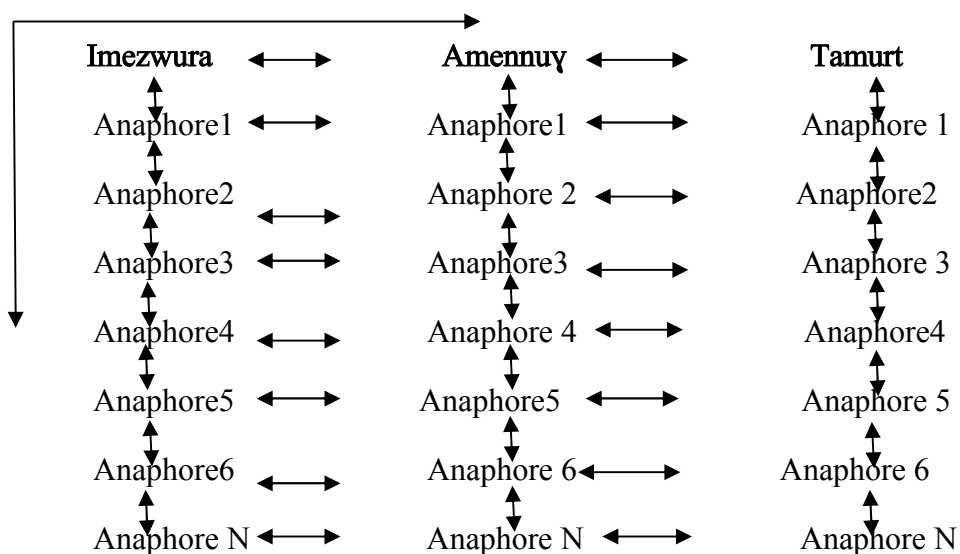 Imezwura Amennuɣ Tamurt
Anaphore1 Anaphore1 Anaphore 1
Anaphore2 Anaphore 2 Anaphore2
Anaphore3 Anaphore3 Anaphore 3
Anaphore4 Anaphore 4 Anaphore4
Anaphore5 Anaphore5 Anaphore 5
Anaphore6 Anaphore 6 Anaphore 6
Anaphore N Anaphore N Anaphore N